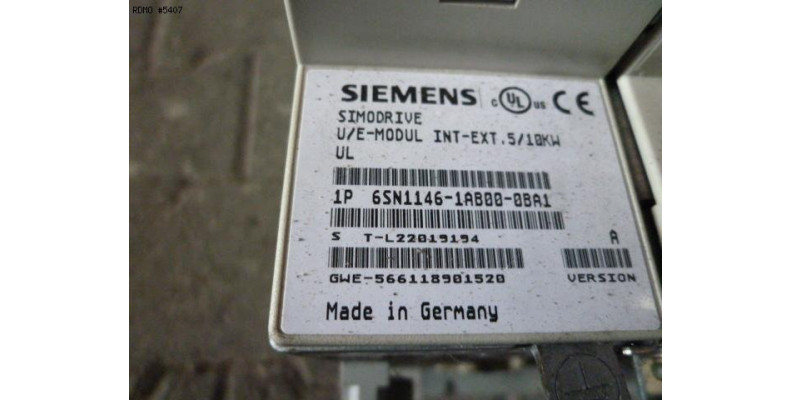 RDMO #5407
SIEMENS c UL us CE
SIMODRIVE
U/E-MODUL INT-EXT.5/10KW
UL
1P 6SN1146-1AB00-0BA1
S T-L22019194 A
GWE-566118901520 VERSION
Made in Germany